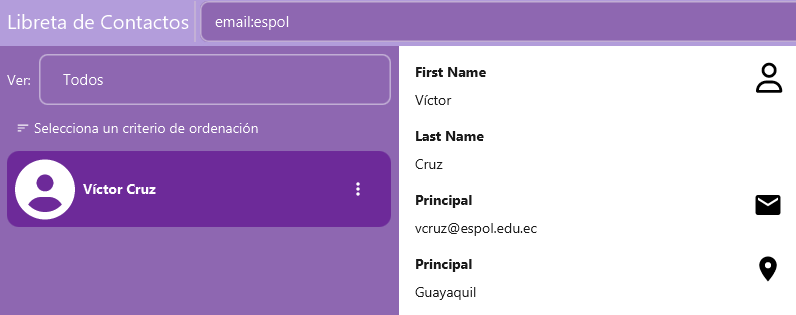 Libreta de Contactos
email:espol
Ver:
Todos
Selecciona un criterio de ordenación
Víctor Cruz
First Name
Víctor
Last Name
Cruz
Principal
vcruz@espol.edu.ec
Principal
Guayaquil